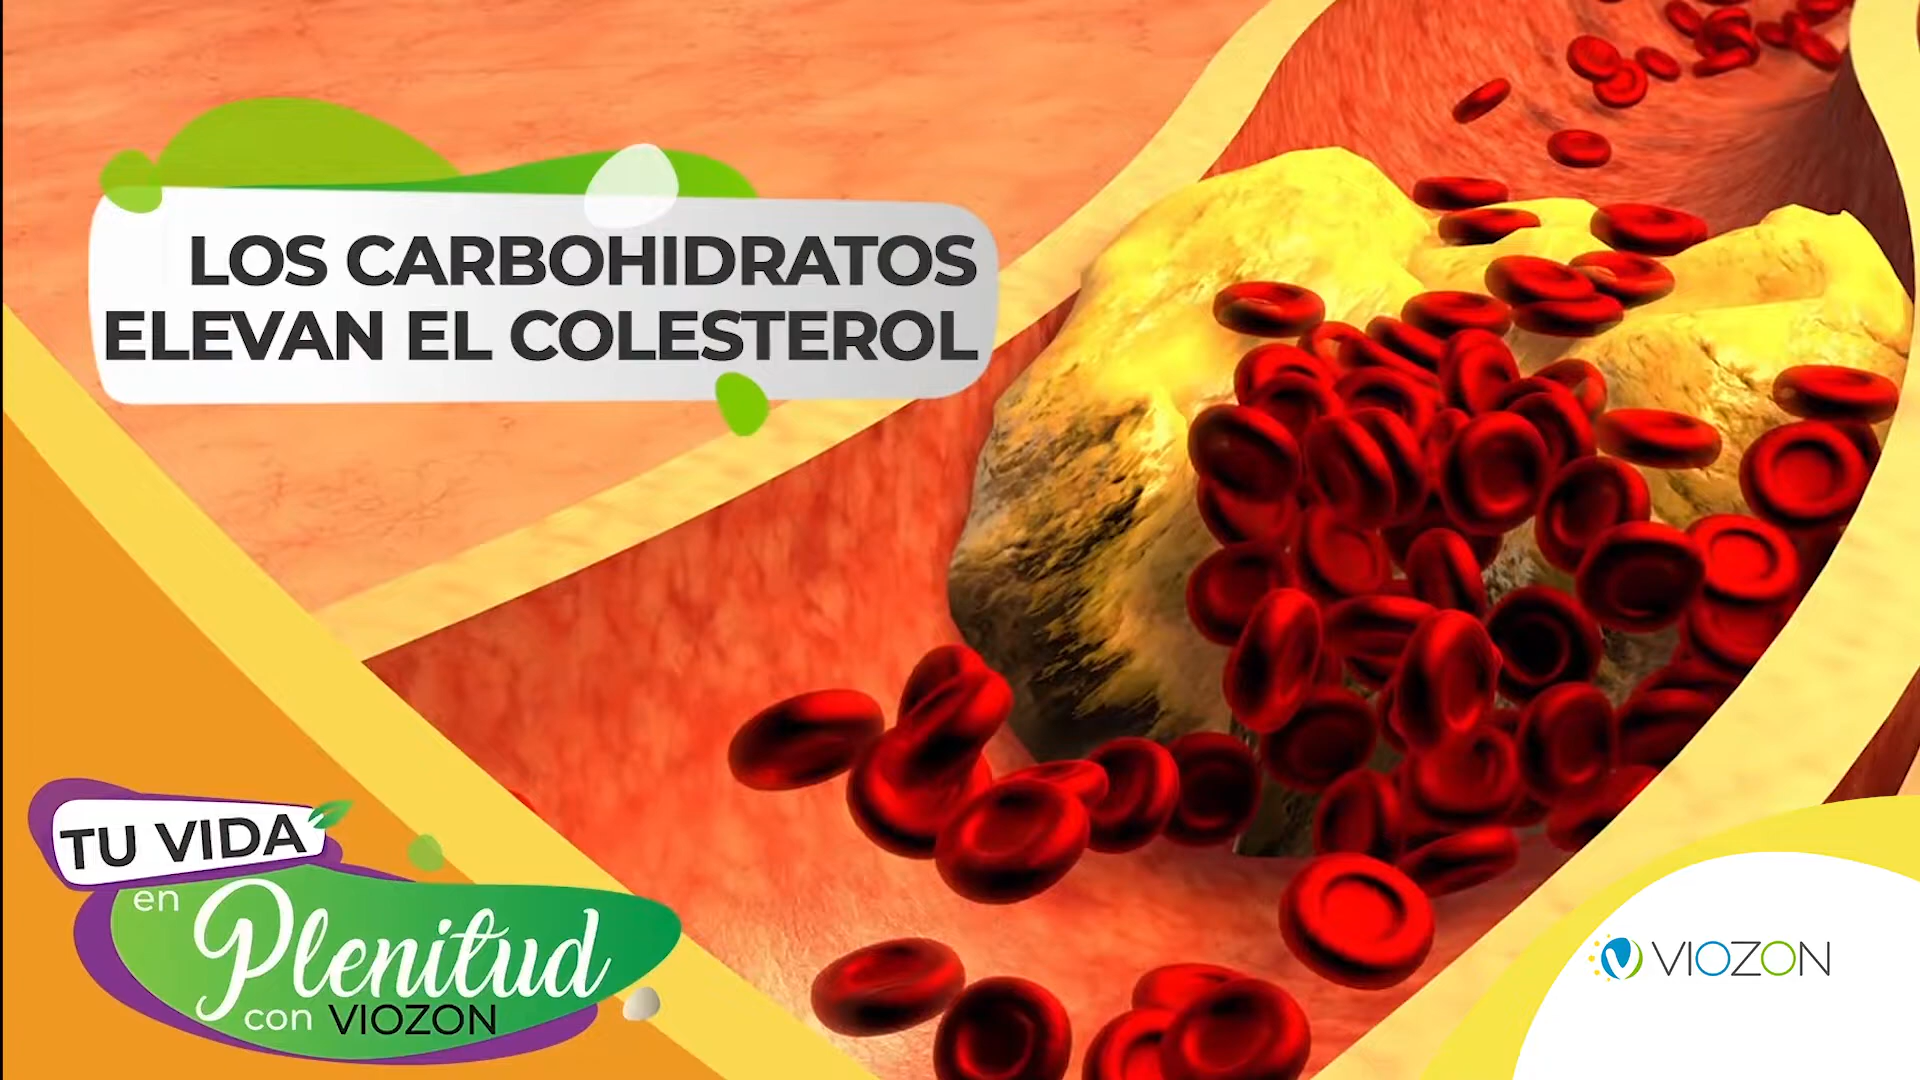 LOS CARBOHIDRATOS
ELEVAN EL COLESTEROL
TU VIDA
en
Plenitud
con VIOZON
VIOZON